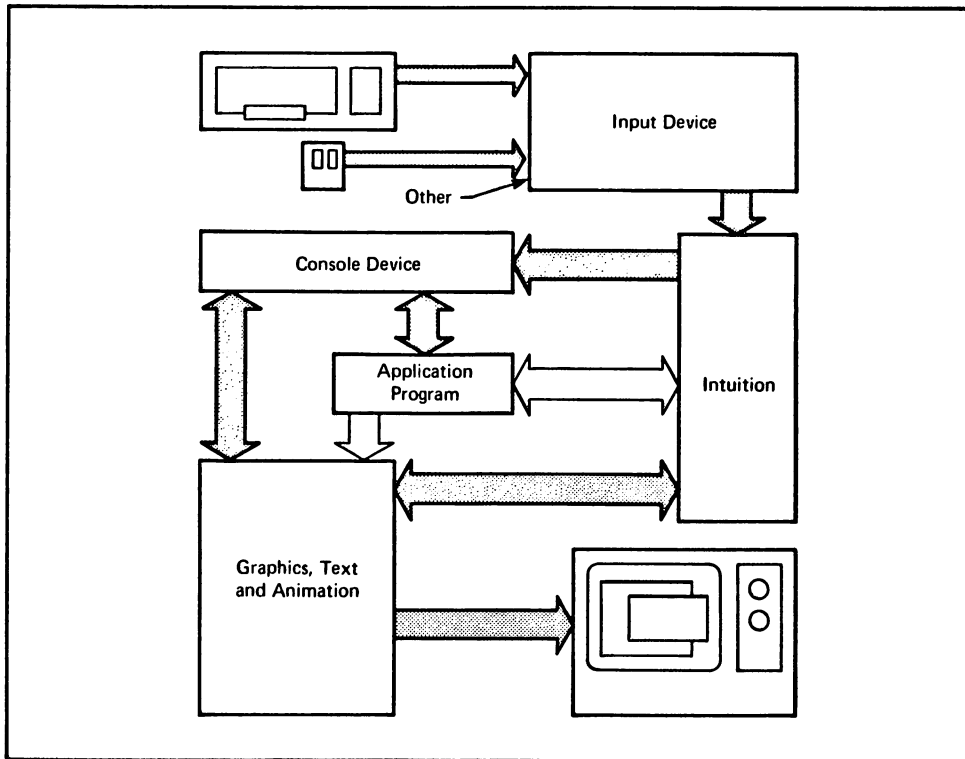 Input Device
Other
Console Device
Application
Program
Intuition
Graphics, Text
and Animation